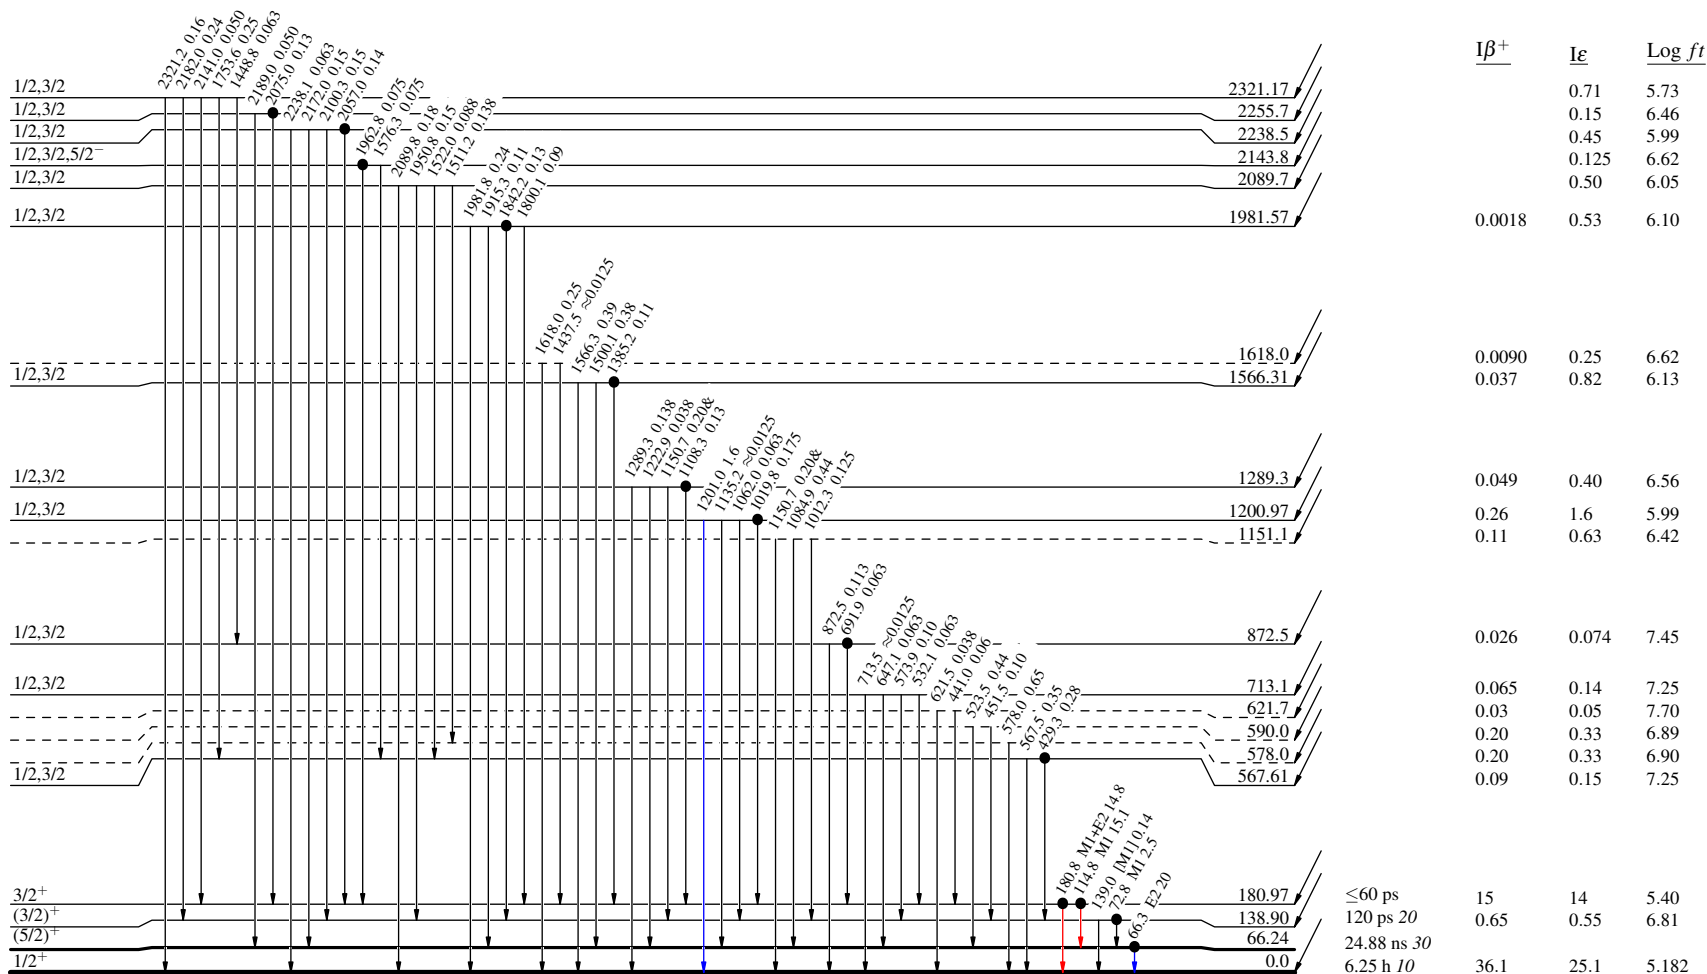 Iβ+ Iε Log ft
2321.2 0.16
2182.0 0.24
2141.0 0.050
1753.6 0.25
1448.8 0.063
1/2,3/2 2321.17 0.71 5.73
2189.0 0.050
2075.0 0.13
1/2,3/2 2255.7 0.15 6.46
2238.1 0.063
2172.0 0.15
2100.3 0.15
2057.0 0.14
1/2,3/2 2238.5 0.45 5.99
1962.8 0.075
1576.3 0.075
1/2,3/2,5/2− 2143.8 0.125 6.62
2089.8 0.18
1950.8 0.15
1522.0 0.088
1511.2 0.138
1/2,3/2 2089.7 0.50 6.05
1981.8 0.24
1915.3 0.11
1842.2 0.13
1800.1 0.09
1/2,3/2 1981.57 0.0018 0.53 6.10
1618.0 0.25
1437.5 ≈0.0125
1618.0 0.0090 0.25 6.62
1566.3 0.39
1500.1 0.38
1385.2 0.11
1/2,3/2 1566.31 0.037 0.82 6.13
1289.3 0.138
1222.9 0.038
1150.7 0.20&
1108.3 0.13
1/2,3/2 1289.3 0.049 0.40 6.56
1201.0 1.6
1135.2 ≈0.0125
1062.0 0.063
1019.8 0.175
1/2,3/2 1200.97 0.26 1.6 5.99
1150.7 0.20&
1084.9 0.44
1012.3 0.125
1151.1 0.11 0.63 6.42
872.5 0.113
691.9 0.063
1/2,3/2 872.5 0.026 0.074 7.45
713.5 ≈0.0125
647.1 0.063
573.9 0.10
532.1 0.063
1/2,3/2 713.1 0.065 0.14 7.25
621.5 0.038
441.0 0.06
621.7 0.03 0.05 7.70
523.5 0.44
451.5 0.10
590.0 0.20 0.33 6.89
578.0 0.65
578.0 0.20 0.33 6.90
567.5 0.35
429.3 0.28
1/2,3/2 567.61 0.09 0.15 7.25
180.8 M1+E2 14.8
114.8 M1 15.1
3/2+ 180.97 ≤60 ps 15 14 5.40
139.0 [M1] 0.14
72.8 M1 2.5
(3/2)+ 138.90 120 ps 20 0.65 0.55 6.81
66.3 E2 20
(5/2)+ 66.24 24.88 ns 30
1/2+ 0.0 6.25 h 10 36.1 25.1 5.182